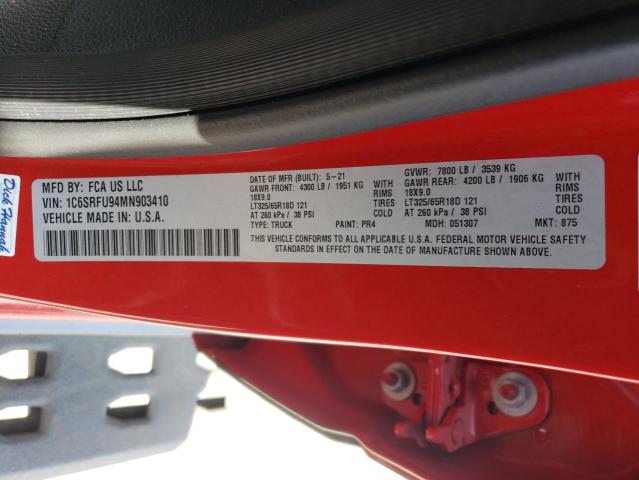 Dick Hannah
MFD BY: FCA US LLC
VIN: 1C6SRFU94MN903410
VEHICLE MADE IN U.S.A.
DATE OF MFR (BUILT): 5-21
GAWR FRONT: 4300 LB / 1951 KG WITH
18X9.0 RIMS
LT325/65R18D 121 TIRES
AT 260 kPa / 38 PSI
TYPE: TRUCK PAINT: PR4
GVWR: 7800 LB / 3539 KG
GAWR REAR: 4200 LB / 1906 KG WITH
18X9.0 RIMS
LT325/65R18D 121 TIRES
AT 260 kPa / 38 PSI
MDH: 051307 MKT: 875
THIS VEHICLE CONFORMS TO ALL APPLICABLE U.S.A. FEDERAL MOTOR VEHICLE SAFETY
STANDARDS IN EFFECT ON THE DATE OF MANUFACTURE SHOWN ABOVE.